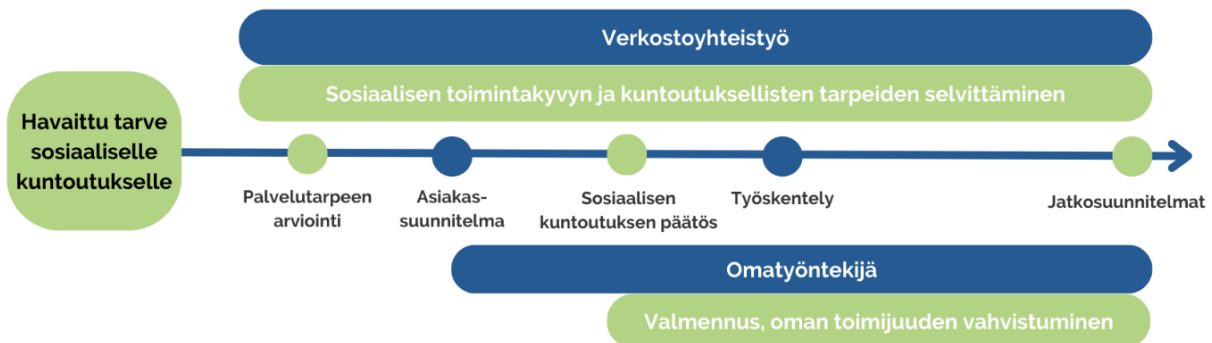 Verkostoyhteistyö
Sosiaalisen toimintakyvyn ja kuntoutuksellisten tarpeiden selvittäminen
Havaittu tarve
sosiaaliselle
kuntoutukselle
Palvelutarpeen
arviointi
Asiakas-
suunnitelma
Sosiaalisen
kuntoutuksen päätös
Työskentely
Jatkosuunnitelmat
Omatyöntekijä
Valmennus, oman toimijuuden vahvistuminen